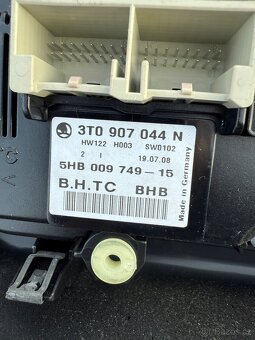 3T0 907 044 N
HW122 H003 SW0102
2 I 19.07.08
5HB 009 749-15
B.H.TC BHB
Made in Germany